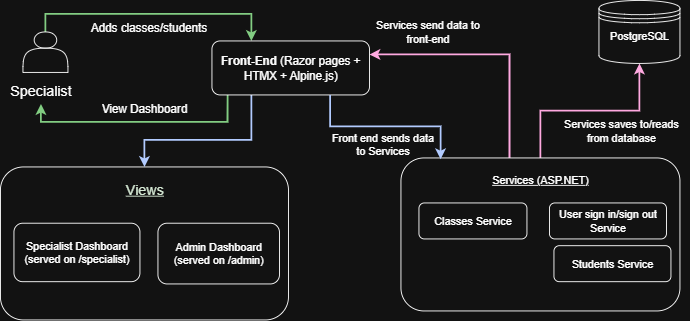 Adds classes/students
Specialist
View Dashboard
Front-End (Razor pages +
HTMX + Alpine.js)
Services send data to
front-end
PostgreSQL
Services saves to/reads
from database
Front end sends data
to Services
Views
Specialist Dashboard
(served on /specialist)
Admin Dashboard
(served on /admin)
Services (ASP.NET)
Classes Service
User sign in/sign out
Service
Students Service